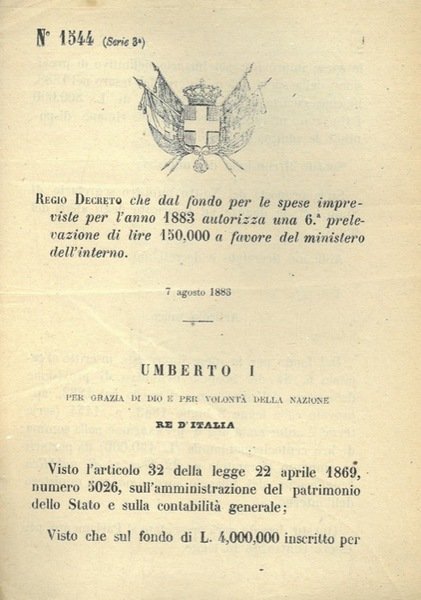 N° 1544 (Serie 3ª)
REGIO DECRETO che dal fondo per le spese impre-
viste per l'anno 1883 autorizza una 6.ª prele-
vazione di lire 150,000 a favore del ministero
dell'interno.
7 agosto 1883
UMBERTO I
PER GRAZIA DI DIO E PER VOLONTÀ DELLA NAZIONE
RE D'ITALIA
Visto l'articolo 32 della legge 22 aprile 1869,
numero 5026, sull'amministrazione del patrimonio
dello Stato e sulla contabilità generale;
Visto che sul fondo di L. 4,000,000 inscritto per